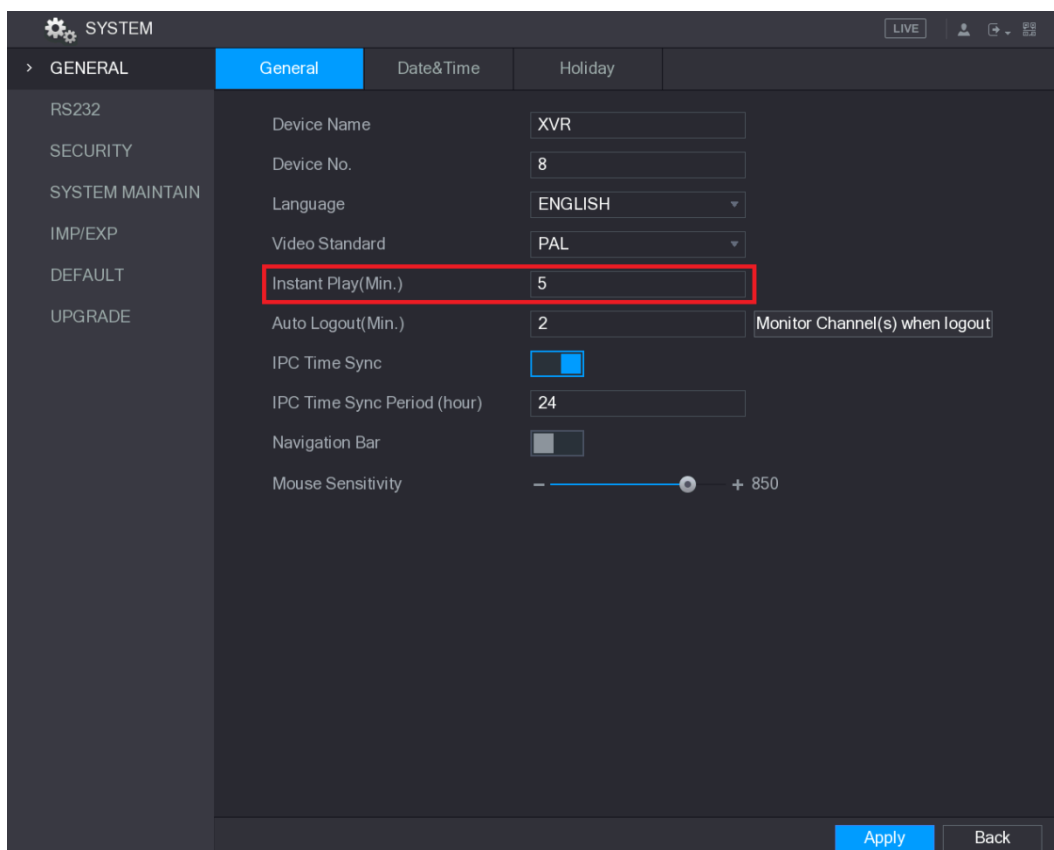 SYSTEM
LIVE
> GENERAL
General Date&Time Holiday
RS232
SECURITY
SYSTEM MAINTAIN
IMP/EXP
DEFAULT
UPGRADE
Device Name XVR
Device No. 8
Language ENGLISH
Video Standard PAL
Instant Play(Min.) 5
Auto Logout(Min.) 2 Monitor Channel(s) when logout
IPC Time Sync
IPC Time Sync Period (hour) 24
Navigation Bar
Mouse Sensitivity − + 850
Apply Back